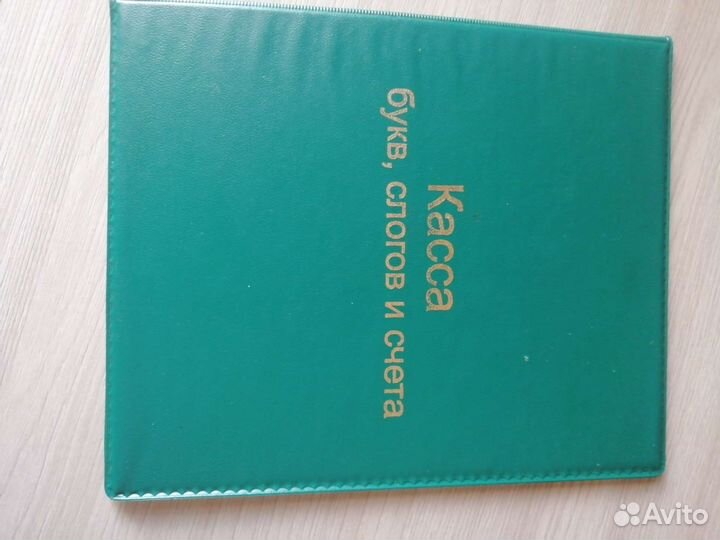 Касса
букв, слогов и счета
Avito